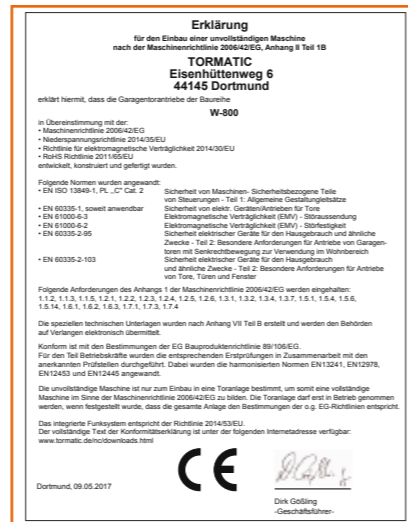 Erklärung
für den Einbau einer unvollständigen Maschine
nach der Maschinenrichtlinie 2006/42/EG, Anhang II Teil 1B
TORMATIC
Eisenhüttenweg 6
44145 Dortmund
erklärt hiermit, dass die Garagentorantriebe der Baureihe
W-800
in Übereinstimmung mit der:
• Maschinenrichtlinie 2006/42/EG
• Niederspannungsrichtlinie 2014/35/EU
• Richtlinie für elektromagnetische Verträglichkeit 2014/30/EU
• RoHS Richtlinie 2011/65/EU
entwickelt, konstruiert und gefertigt wurden.
Folgende Normen wurden angewandt:
• EN ISO 13849-1, PL „C" Cat. 2 Sicherheit von Maschinen- Sicherheitsbezogene Teile
von Steuerungen - Teil 1: Allgemeine Gestaltungleitsätze
• EN 60335-1, soweit anwendbar Sicherheit von elektr. Geräten/Antrieben für Tore
• EN 61000-6-3 Elektromagnetische Verträglichkeit (EMV) - Störaussendung
• EN 61000-6-2 Elektromagnetische Verträglichkeit (EMV) - Störfestigkeit
• EN 60335-2-95 Sicherheit elektrischer Geräte für den Hausgebrauch und ähnliche
Zwecke - Teil 2: Besondere Anforderungen für Antriebe von Garagen-
toren mit Senkrechtbewegung zur Verwendung im Wohnbereich
• EN 60335-2-103 Sicherheit elektrischer Geräte für den Hausgebrauch
und ähnliche Zwecke - Teil 2: Besondere Anforderungen für Antriebe
von Tore, Türen und Fenster
Folgende Anforderungen des Anhangs 1 der Maschinenrichtlinie 2006/42/EG werden eingehalten:
1.1.2, 1.1.3, 1.1.5, 1.2.1, 1.2.2, 1.2.3, 1.2.4, 1.2.5, 1.2.6, 1.3.1, 1.3.2, 1.3.4, 1.3.7, 1.5.1, 1.5.4, 1.5.6,
1.5.14, 1.6.1, 1.6.2, 1.6.3, 1.7.1, 1.7.3, 1.7.4
Die speziellen technischen Unterlagen wurden nach Anhang VII Teil B erstellt und werden den Behörden
auf Verlangen elektronisch übermittelt.
Konform ist mit den Bestimmungen der EG Bauproduktenrichtlinie 89/106/EG.
Für den Teil Betriebskräfte wurden die entsprechenden Erstprüfungen in Zusammenarbeit mit den
anerkannten Prüfstellen durchgeführt. Dabei wurden die harmonisierten Normen EN13241, EN12978,
EN12453 und EN12445 angewandt.
Die unvollständige Maschine ist nur zum Einbau in eine Toranlage bestimmt, um somit eine vollständige
Maschine im Sinne der Maschinenrichtlinie 2006/42/EG zu bilden. Die Toranlage darf erst in Betrieb genommen
werden, wenn festgestellt wurde, dass die gesamte Anlage den Bestimmungen der o.g. EG-Richtlinien entspricht.
Das integrierte Funksystem entspricht der Richtlinie 2014/53/EU.
Der vollständige Text der Konformitätserklärung ist unter der folgenden Internetadresse verfügbar:
www.tormatic.de/nc/downloads.html
CE
Dortmund, 09.05.2017
Dirk Gößling
-Geschäftsführer-